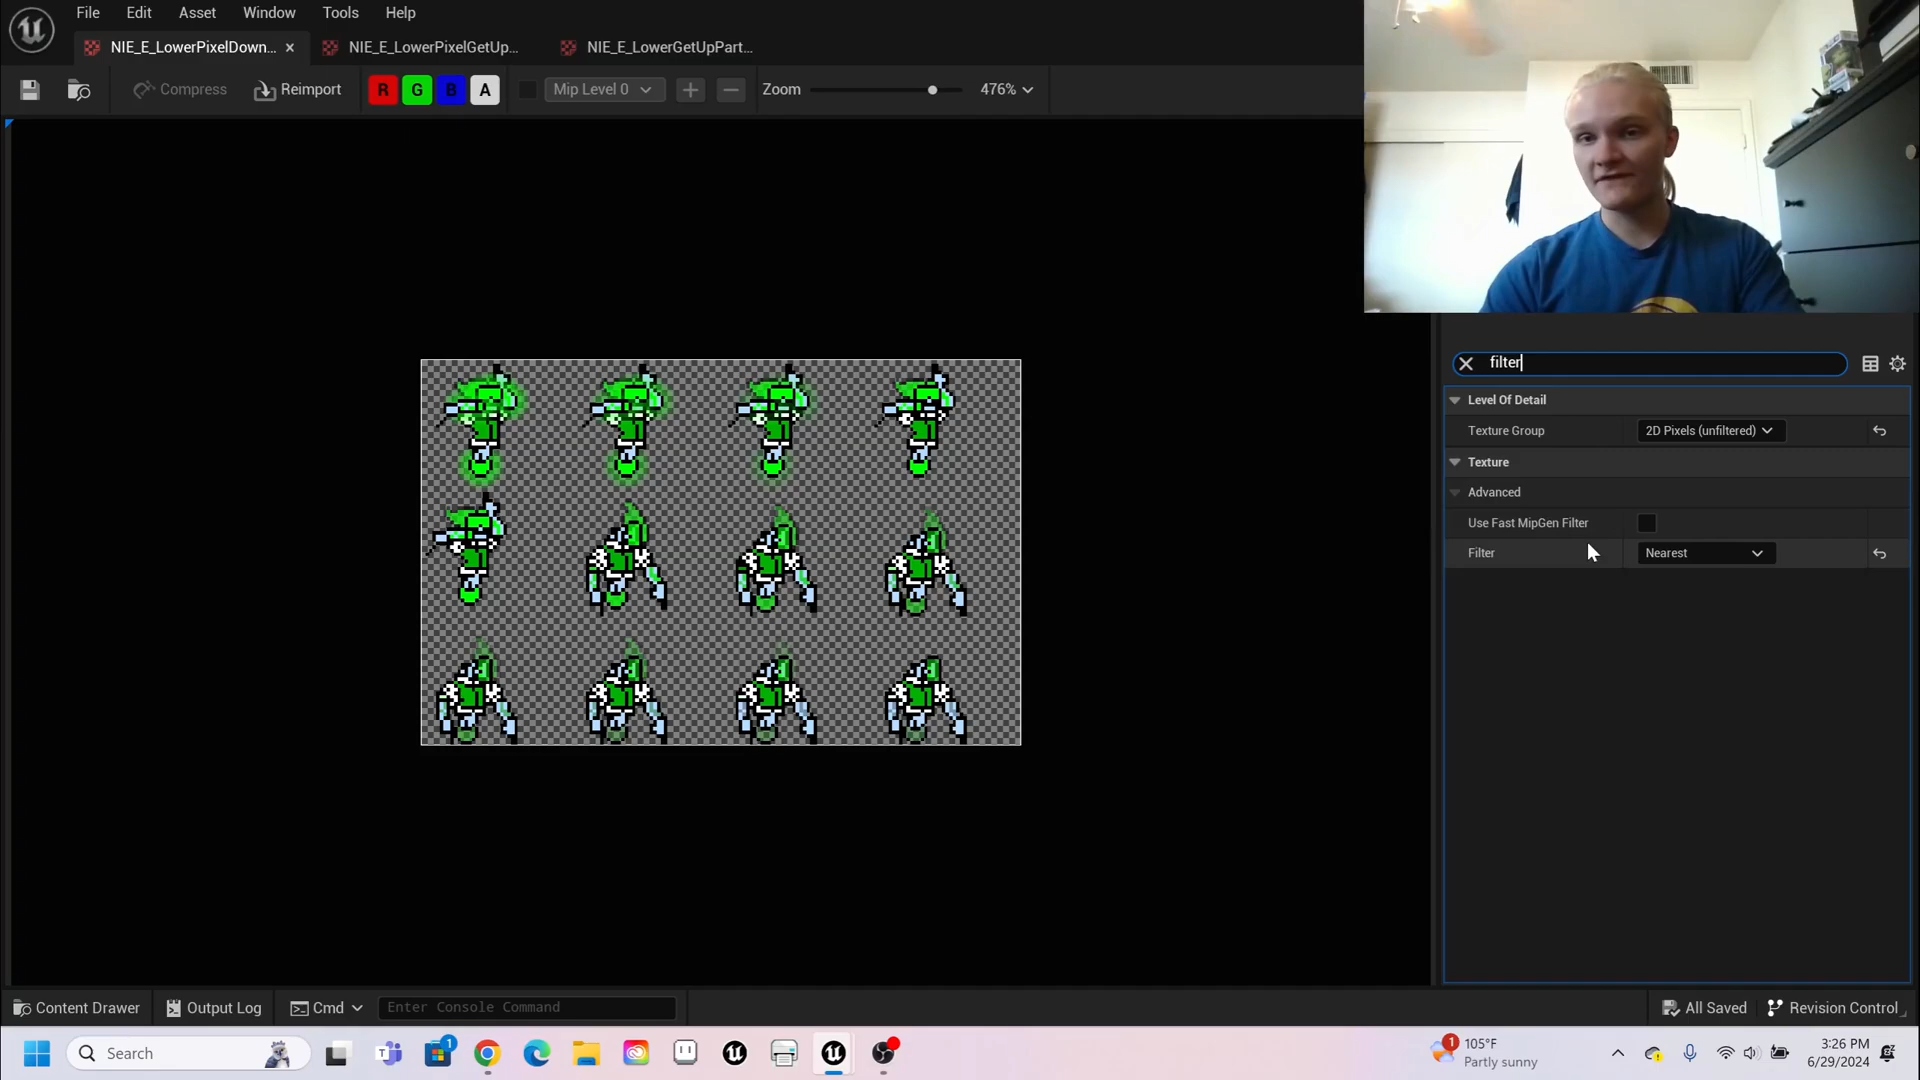 File Edit Asset Window Tools Help
NIE_E_LowerPixelDown... NIE_E_LowerPixelGetUp... NIE_E_LowerGetUpPart...
Compress Reimport R G B A Mip Level 0 Zoom 476%
filter
Level Of Detail
Texture Group 2D Pixels (unfiltered)
Texture
Advanced
Use Fast MipGen Filter
Filter Nearest
Content Drawer Output Log Cmd Enter Console Command All Saved Revision Control
Search 1 1 105°F Partly sunny 3:26 PM 6/29/2024